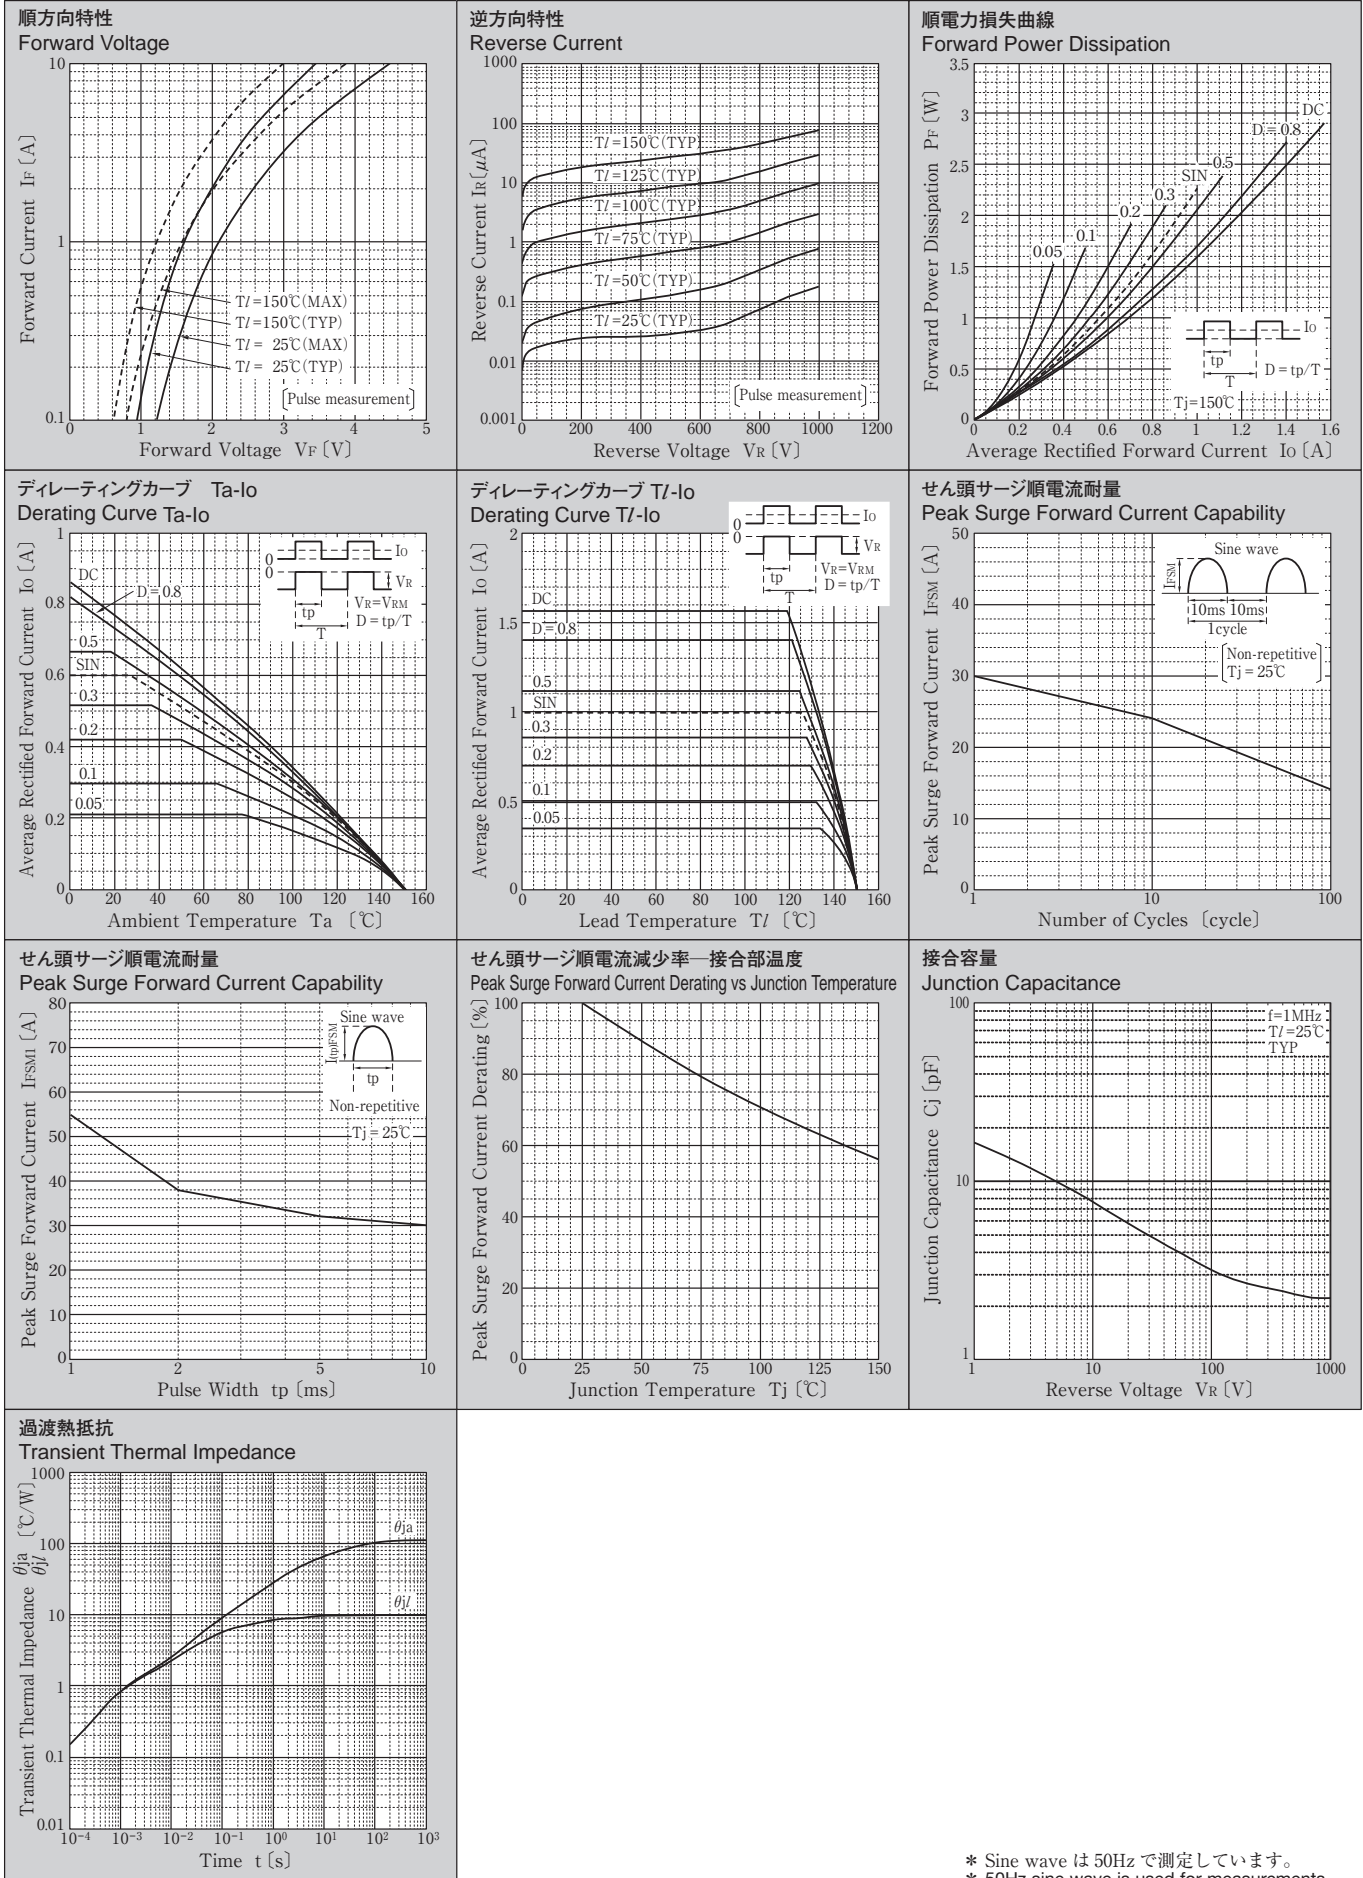 順方向特性
Forward Voltage
10
1
0.1
0 1 2 3 4 5
Forward Current IF〔A〕
Tl=150℃(MAX)
Tl=150℃(TYP)
Tl= 25℃(MAX)
Tl= 25℃(TYP)
Pulse measurement
Forward Voltage VF〔V〕
逆方向特性
Reverse Current
1000
100
10
1
0.1
0.01
0.001
Reverse Current IR〔μA〕
Tl=150℃(TYP)
Tl=125℃(TYP)
Tl=100℃(TYP)
Tl=75℃(TYP)
Tl=50℃(TYP)
Tl=25℃(TYP)
Pulse measurement
0 200 400 600 800 1000 1200
Reverse Voltage VR〔V〕
順電力損失曲線
Forward Power Dissipation
3.5
3
2.5
2
1.5
1
0.5
0
Forward Power Dissipation PF〔W〕
DC
D=0.8
0.5
SIN
0.3
0.2
0.1
0.05
IO
tp
T
D=tp/T
Tj=150℃
0 0.2 0.4 0.6 0.8 1 1.2 1.4 1.6
Average Rectified Forward Current IO〔A〕
ディレーティングカーブ Ta-Io
Derating Curve Ta-Io
1
0.8
0.6
0.4
0.2
0
Average Rectified Forward Current IO〔A〕
DC
D=0.8
0.5
SIN
0.3
0.2
0.1
0.05
0
IO
0
VR
tp
T
VR=VRM
D=tp/T
0 20 40 60 80 100 120 140 160
Ambient Temperature Ta 〔℃〕
ディレーティングカーブ Tl-Io
Derating Curve Tl-Io
2
1.5
1
0.5
0
Average Rectified Forward Current IO〔A〕
DC
D=0.8
0.5
SIN
0.3
0.2
0.1
0.05
0
IO
0
VR
tp
T
VR=VRM
D=tp/T
0 20 40 60 80 100 120 140 160
Lead Temperature Tl 〔℃〕
せん頭サージ順電流耐量
Peak Surge Forward Current Capability
50
40
30
20
10
0
Peak Surge Forward Current IFSM〔A〕
Sine wave
IFSM
10ms 10ms
1cycle
Non-repetitive
Tj=25℃
1 10 100
Number of Cycles〔cycle〕
せん頭サージ順電流耐量
Peak Surge Forward Current Capability
80
70
60
50
40
30
20
10
0
Peak Surge Forward Current IFSM1〔A〕
Sine wave
I(tp)FSM
tp
Non-repetitive
Tj=25℃
1 2 5 10
Pulse Width tp〔ms〕
せん頭サージ順電流減少率―接合部温度
Peak Surge Forward Current Derating vs Junction Temperature
100
80
60
40
20
0
Peak Surge Forward Current Derating〔%〕
0 25 50 75 100 125 150
Junction Temperature Tj〔℃〕
接合容量
Junction Capacitance
100
10
1
Junction Capacitance Cj〔pF〕
f=1MHz
Tl=25℃
TYP
1 10 100 1000
Reverse Voltage VR〔V〕
過渡熱抵抗
Transient Thermal Impedance
1000
100
10
1
0.1
0.01
Transient Thermal Impedance θja θjl〔℃/W〕
θja
θjl
10⁻⁴ 10⁻³ 10⁻² 10⁻¹ 10⁰ 10¹ 10² 10³
Time t〔s〕
* Sine wave は 50Hz で測定しています。
* 50Hz sine wave is used for measurements.